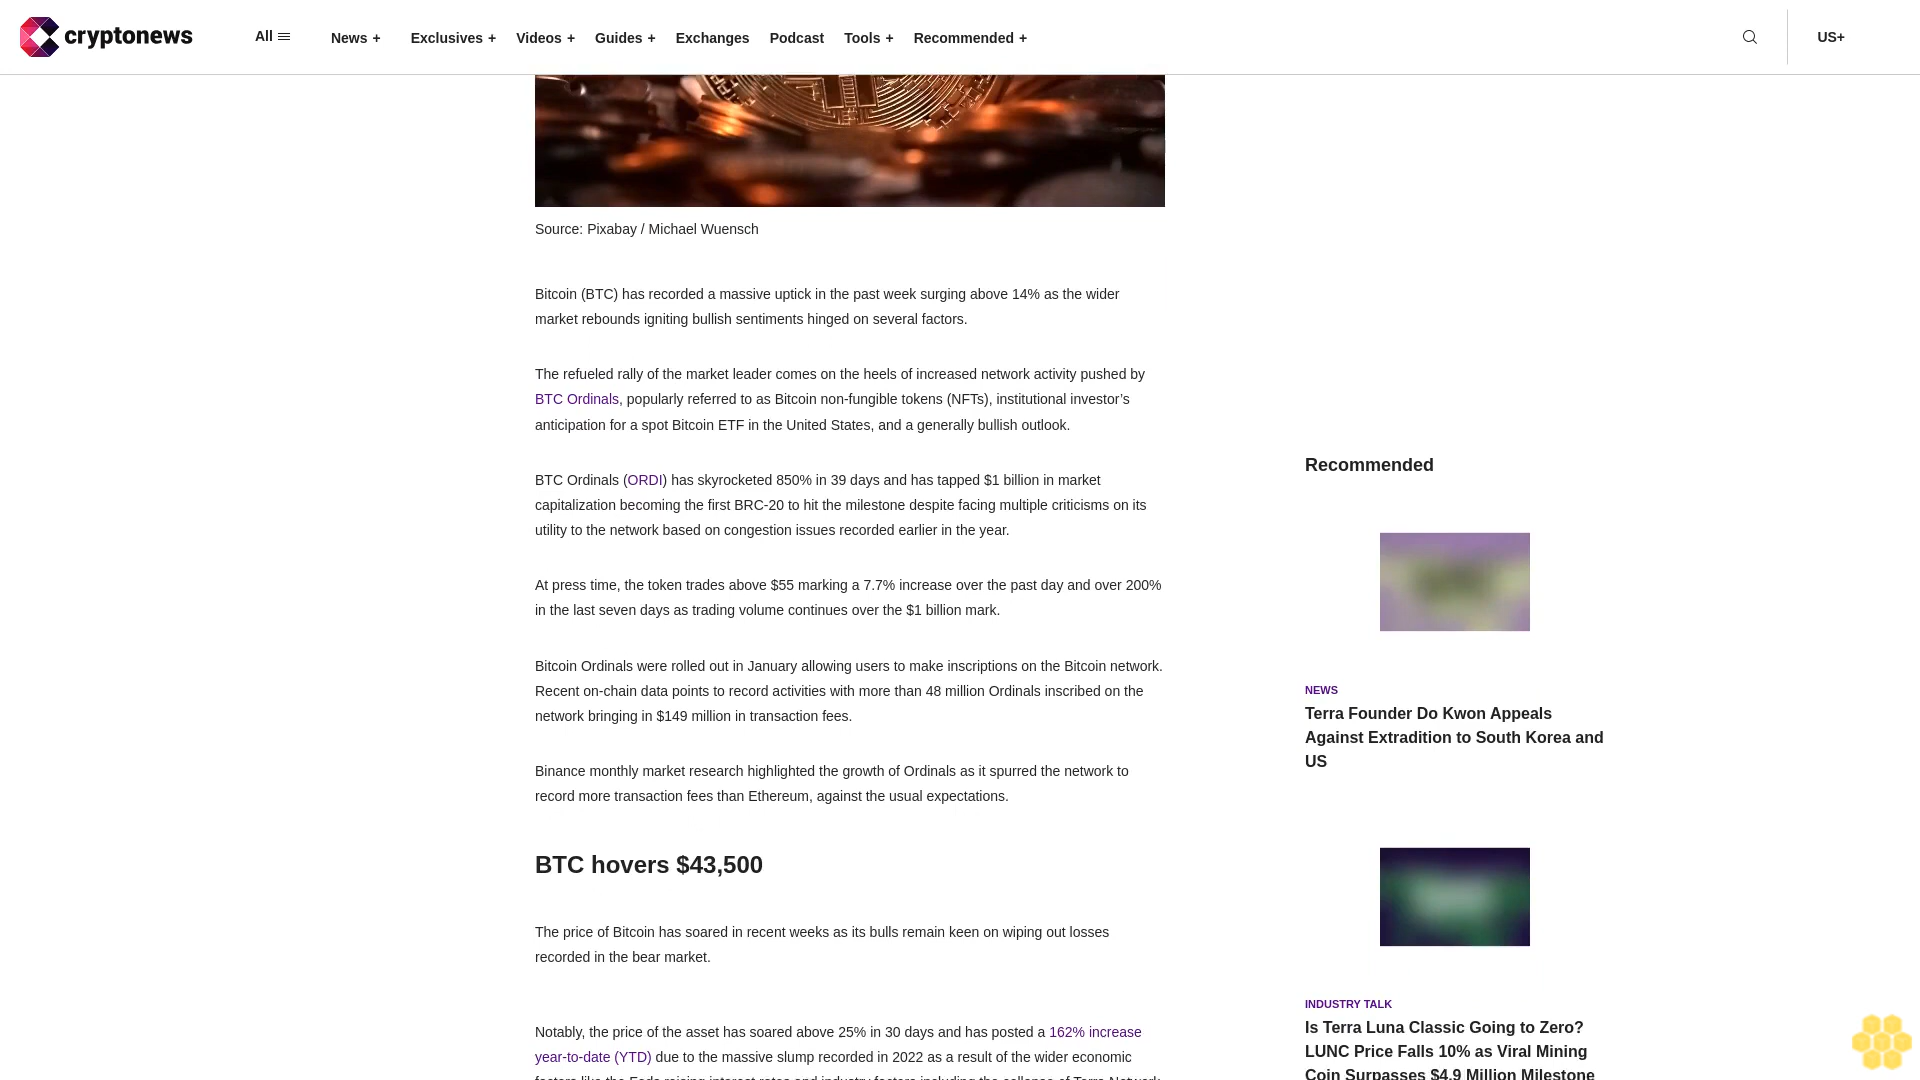 cryptonews
All
News +
Exclusives +
Videos +
Guides +
Exchanges
Podcast
Tools +
Recommended +
US+
Source: Pixabay / Michael Wuensch
Bitcoin (BTC) has recorded a massive uptick in the past week surging above 14% as the wider
market rebounds igniting bullish sentiments hinged on several factors.
The refueled rally of the market leader comes on the heels of increased network activity pushed by
BTC Ordinals, popularly referred to as Bitcoin non-fungible tokens (NFTs), institutional investor’s
anticipation for a spot Bitcoin ETF in the United States, and a generally bullish outlook.
BTC Ordinals (ORDI) has skyrocketed 850% in 39 days and has tapped $1 billion in market
capitalization becoming the first BRC-20 to hit the milestone despite facing multiple criticisms on its
utility to the network based on congestion issues recorded earlier in the year.
At press time, the token trades above $55 marking a 7.7% increase over the past day and over 200%
in the last seven days as trading volume continues over the $1 billion mark.
Bitcoin Ordinals were rolled out in January allowing users to make inscriptions on the Bitcoin network.
Recent on-chain data points to record activities with more than 48 million Ordinals inscribed on the
network bringing in $149 million in transaction fees.
Binance monthly market research highlighted the growth of Ordinals as it spurred the network to
record more transaction fees than Ethereum, against the usual expectations.
BTC hovers $43,500
The price of Bitcoin has soared in recent weeks as its bulls remain keen on wiping out losses
recorded in the bear market.
Notably, the price of the asset has soared above 25% in 30 days and has posted a 162% increase
year-to-date (YTD) due to the massive slump recorded in 2022 as a result of the wider economic
factors like the Feds raising interest rates and industry factors including the collapse of Terra Network
Recommended
NEWS
Terra Founder Do Kwon Appeals
Against Extradition to South Korea and
US
INDUSTRY TALK
Is Terra Luna Classic Going to Zero?
LUNC Price Falls 10% as Viral Mining
Coin Surpasses $4.9 Million Milestone